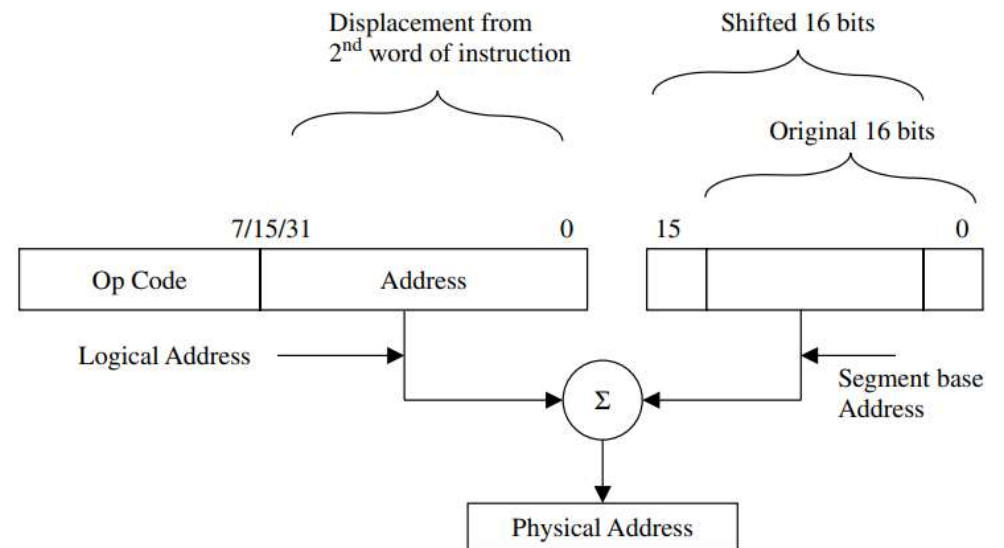 Displacement from
2nd word of instruction
Shifted 16 bits
Original 16 bits
7/15/31
0
15
0
Op Code
Address
Logical Address
Segment base
Address
Σ
Physical Address